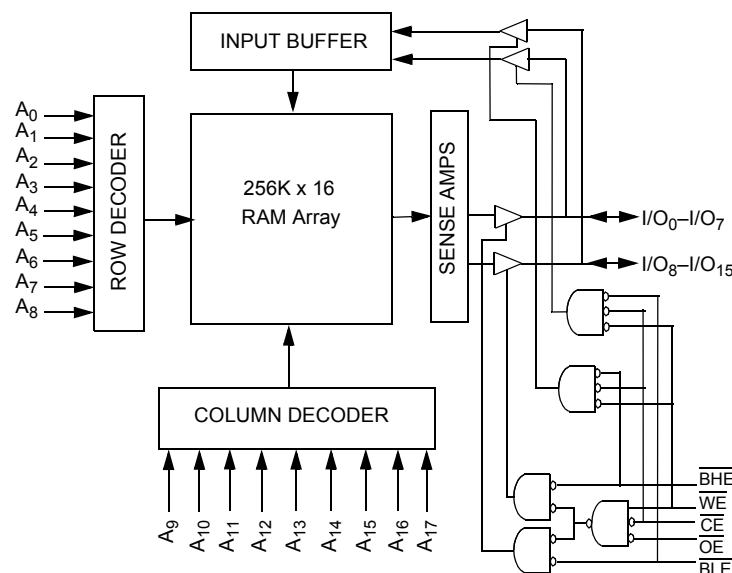 INPUT BUFFER
A0
A1
A2
A3
A4
A5
A6
A7
A8
ROW DECODER
256K x 16
RAM Array
SENSE AMPS
I/O0–I/O7
I/O8–I/O15
COLUMN DECODER
A9
A10
A11
A12
A13
A14
A15
A16
A17
BHE
WE
CE
OE
BLE